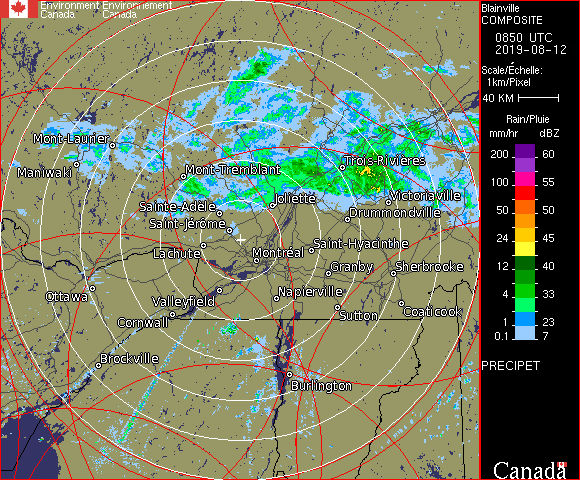 Environment Environnement
Canada Canada
Blainville
COMPOSITE
0850 UTC
2019-08-12
Scale/Échelle:
1km/Pixel
40 KM
Rain/Pluie
mm/hr dBZ
200 60
150 55
100 53
50 50
24 45
12 40
4 33
1 23
0.1 7
PRECIPET
Canada
Mont-Laurier
Maniwaki
Mont-Tremblant
Trois-Rivières
Sainte-Adèle
Joliette
Victoriaville
Saint-Jérôme
Drummondville
Lachute
Montréal
Saint-Hyacinthe
Granby
Sherbrooke
Ottawa
Valleyfield
Napierville
Cornwall
Sutton
Coaticook
Brockville
Burlington